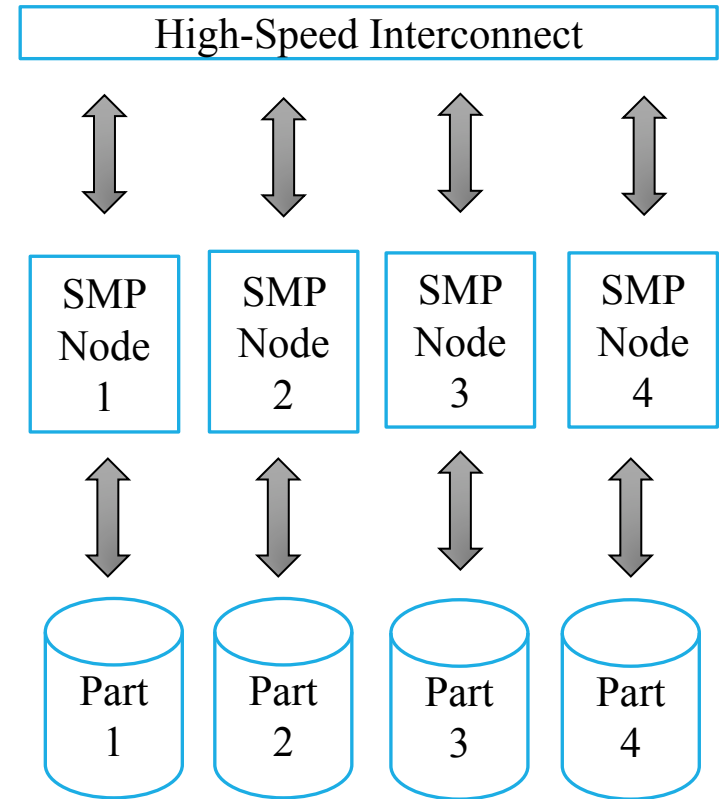 High-Speed Interconnect
SMP
Node
1
SMP
Node
2
SMP
Node
3
SMP
Node
4
Part
1
Part
2
Part
3
Part
4